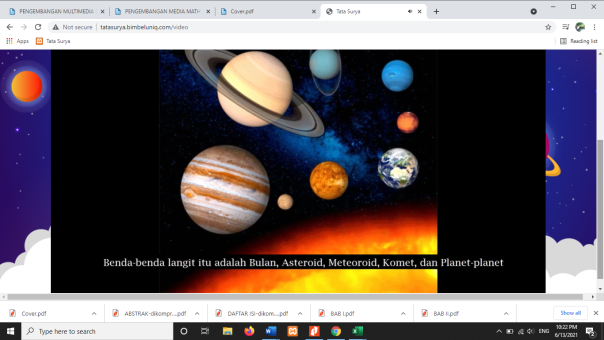 PENGEMBANGAN MULTIMEDIA
PENGEMBANGAN MEDIA MATH
Cover.pdf
Tata Surya
Not secure | tatasurya.bimbeluniq.com/video
Apps
Tata Surya
Reading list
Benda-benda langit itu adalah Bulan, Asteroid, Meteoroid, Komet, dan Planet-planet
Cover.pdf
ABSTRAK-dikompr....pdf
DAFTAR ISI-dikom....pdf
BAB I.pdf
BAB II.pdf
Show all
Type here to search
ENG
10:22 PM
6/13/2021